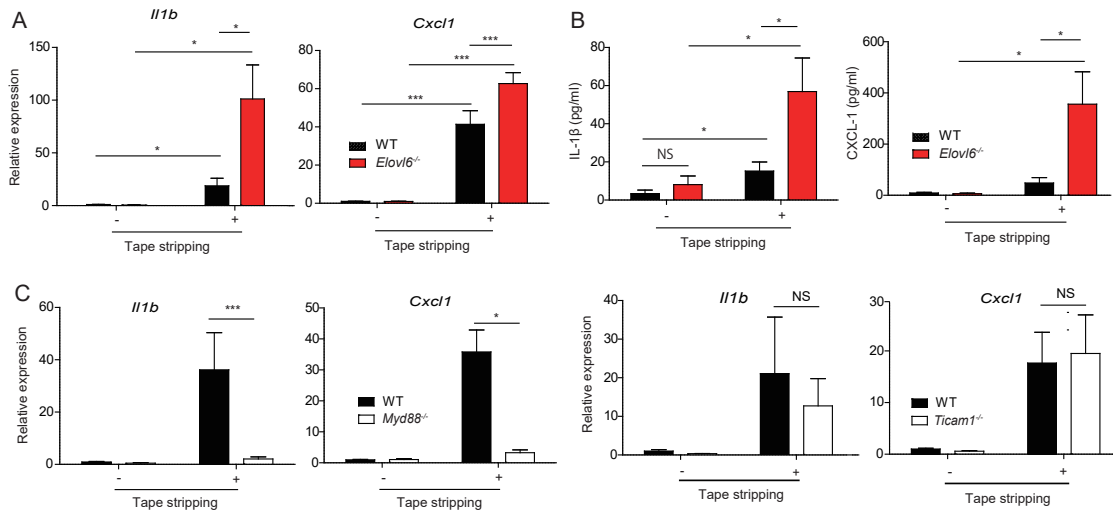 A
Il1b
Relative expression
150
100
50
0
*
*
*
-
+
Tape stripping
Cxcl1
80
60
40
20
0
***
***
***
WT
Elovl6-/-
-
+
Tape stripping
B
IL-1β (pg/ml)
80
60
40
20
0
*
*
*
NS
-
+
Tape stripping
CXCL-1 (pg/ml)
600
400
200
0
*
*
WT
Elovl6-/-
-
+
Tape stripping
C
Il1b
Relative expression
60
40
20
0
***
-
+
Tape stripping
Cxcl1
50
40
30
20
10
0
*
WT
Myd88-/-
-
+
Tape stripping
Il1b
Relative expression
40
30
20
10
0
NS
-
+
Tape stripping
Cxcl1
30
20
10
0
NS
WT
Ticam1-/-
-
+
Tape stripping